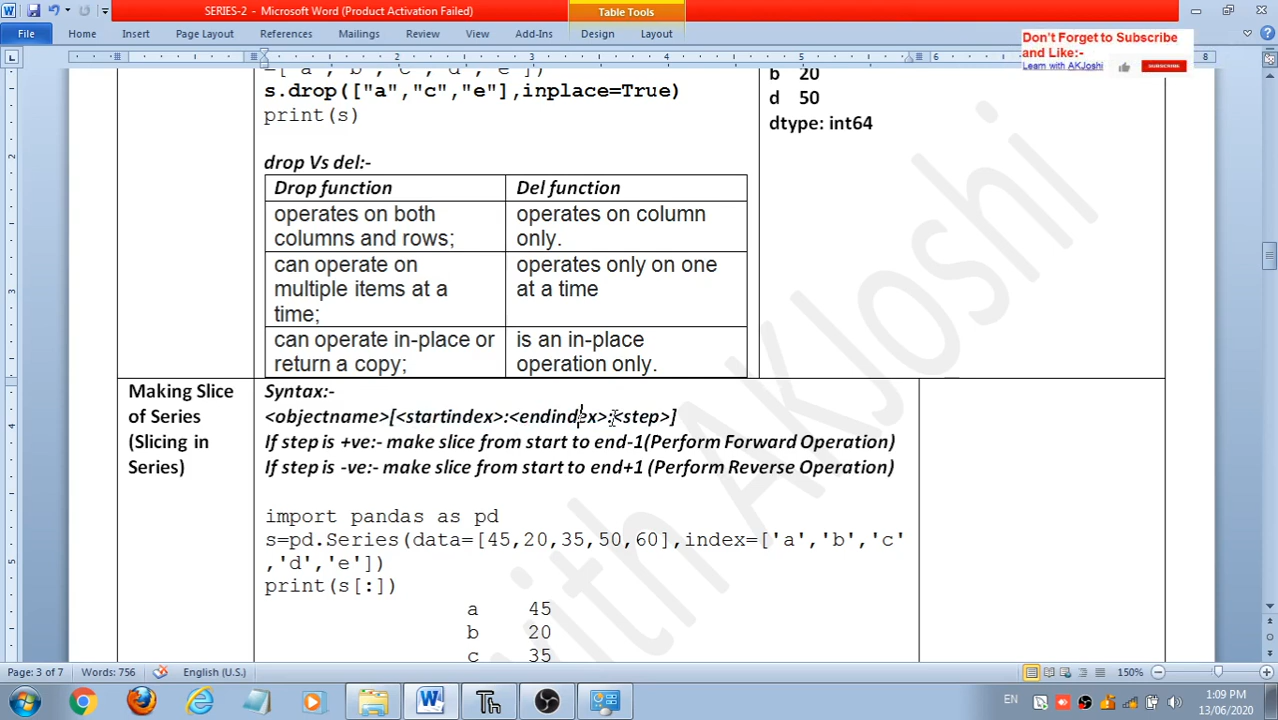 SERIES-2 - Microsoft Word (Product Activation Failed)
Table Tools
File Home Insert Page Layout References Mailings Review View Add-Ins Design Layout
Don't Forget to Subscribe
and Like:-
Learn with AKJoshi
SUBSCRIBE
=['a','b','c','d','e'])
s.drop(["a","c","e"],inplace=True)
print(s)
b 20
d 50
dtype: int64
drop Vs del:-
Drop function
Del function
operates on both
columns and rows;
operates on column
only.
can operate on
multiple items at a
time;
operates only on one
at a time
can operate in-place or
return a copy;
is an in-place
operation only.
Making Slice
of Series
(Slicing in
Series)
Syntax:-
<objectname>[<startindex>:<endindex>:<step>]
If step is +ve:- make slice from start to end-1(Perform Forward Operation)
If step is -ve:- make slice from start to end+1 (Perform Reverse Operation)
import pandas as pd
s=pd.Series(data=[45,20,35,50,60],index=['a','b','c'
,'d','e'])
print(s[:])
a 45
b 20
c 35
with AKJoshi
Page: 3 of 7 Words: 756 English (U.S.) 150%
EN 1:09 PM
13/06/2020